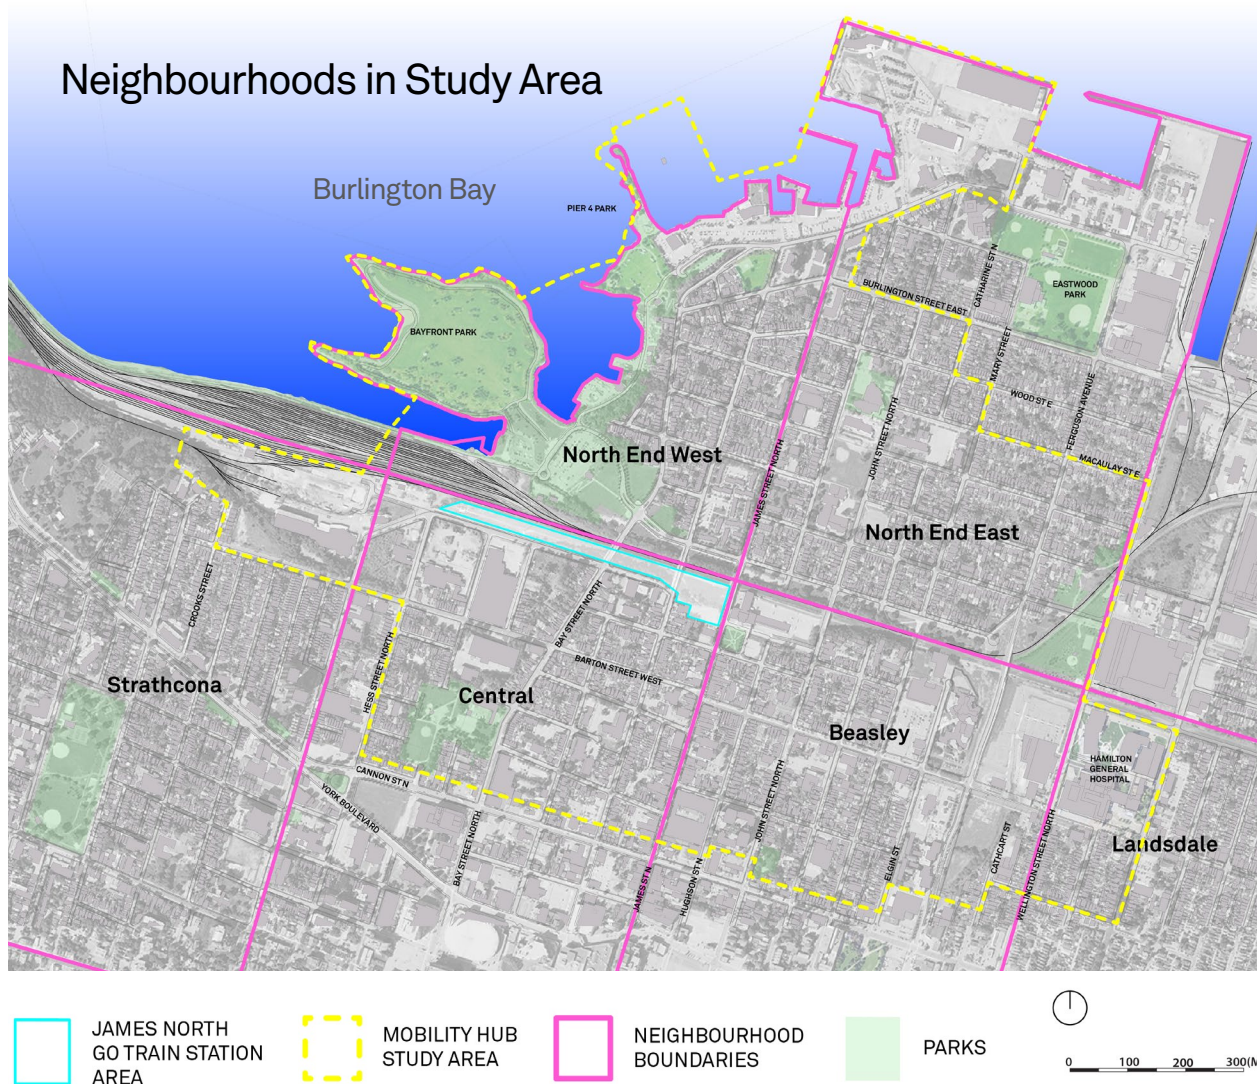 Neighbourhoods in Study Area
Burlington Bay
PIER 4 PARK
CATHARINE ST N
EASTWOOD
PARK
BURLINGTON STREET EAST
BAYFRONT PARK
MARY STREET
WOOD ST E
FERGUSON AVENUE
JOHN STREET NORTH
North End West
JAMES STREET NORTH
MACAULAY ST E
North End East
CROOKS STREET
BAY STREET NORTH
HESS STREET NORTH
BARTON STREET WEST
Strathcona
Central
Beasley
HAMILTON
GENERAL
HOSPITAL
CANNON ST N
YORK BOULEVARD
JOHN STREET NORTH
BAY STREET NORTH
JAMES ST N
HUGHSON ST N
ELGIN ST
CATHCART ST
WELLINGTON STREET NORTH
Landsdale
JAMES NORTH
GO TRAIN STATION
AREA
MOBILITY HUB
STUDY AREA
NEIGHBOURHOOD
BOUNDARIES
PARKS
0 100 200 300(M